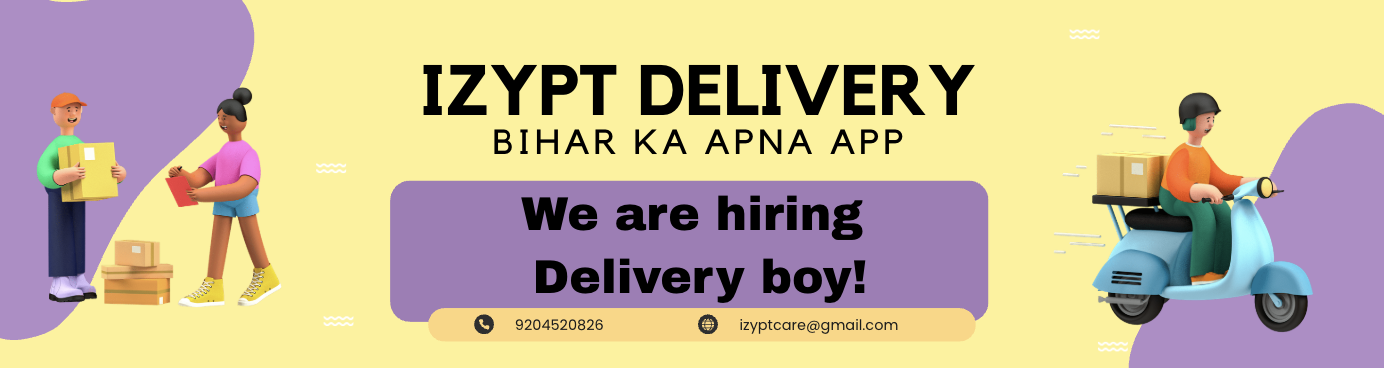 IZYPT DELIVERY
BIHAR KA APNA APP
We are hiring
Delivery boy!
9204520826 izyptcare@gmail.com